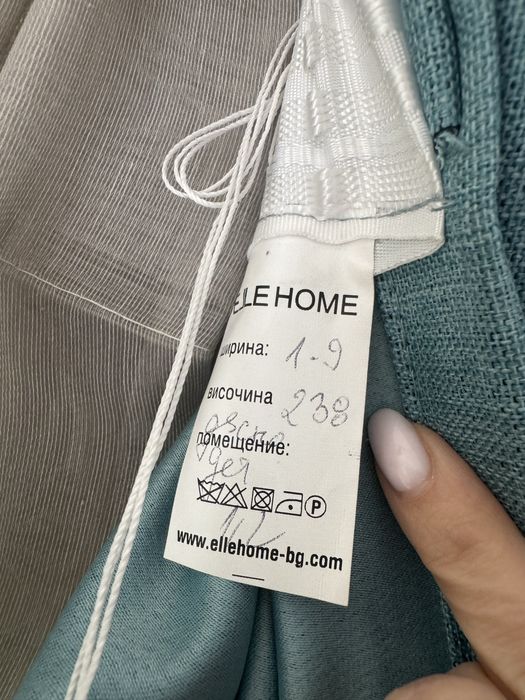 ELLE HOME
ширина: 1-9
височина 238
помещение:
Ⓟ
www.ellehome-bg.com